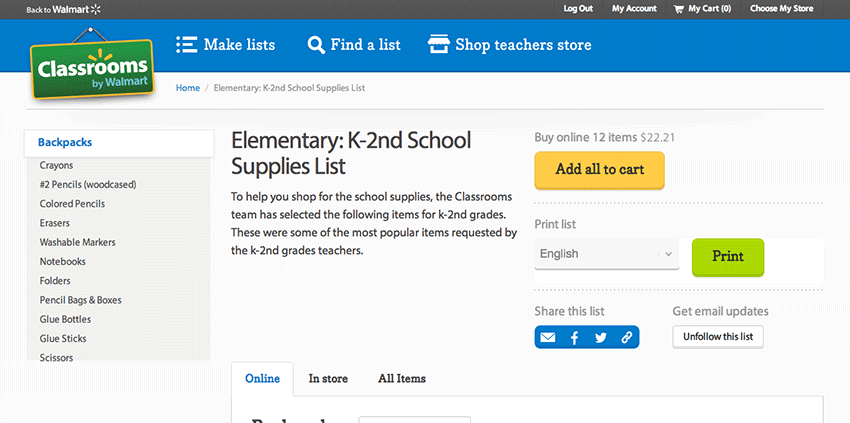 Back to Walmart
Log Out
My Account
My Cart (0)
Choose My Store
Classrooms
by Walmart
Make lists
Find a list
Shop teachers store
Home / Elementary: K-2nd School Supplies List
Backpacks
Crayons
#2 Pencils (woodcased)
Colored Pencils
Erasers
Washable Markers
Notebooks
Folders
Pencil Bags & Boxes
Glue Bottles
Glue Sticks
Scissors
Elementary: K-2nd School
Supplies List
To help you shop for the school supplies, the Classrooms
team has selected the following items for k-2nd grades.
These were some of the most popular items requested by
the k-2nd grades teachers.
Buy online 12 items $22.21
Add all to cart
Print list
English
Print
Share this list
Get email updates
Unfollow this list
Online
In store
All Items